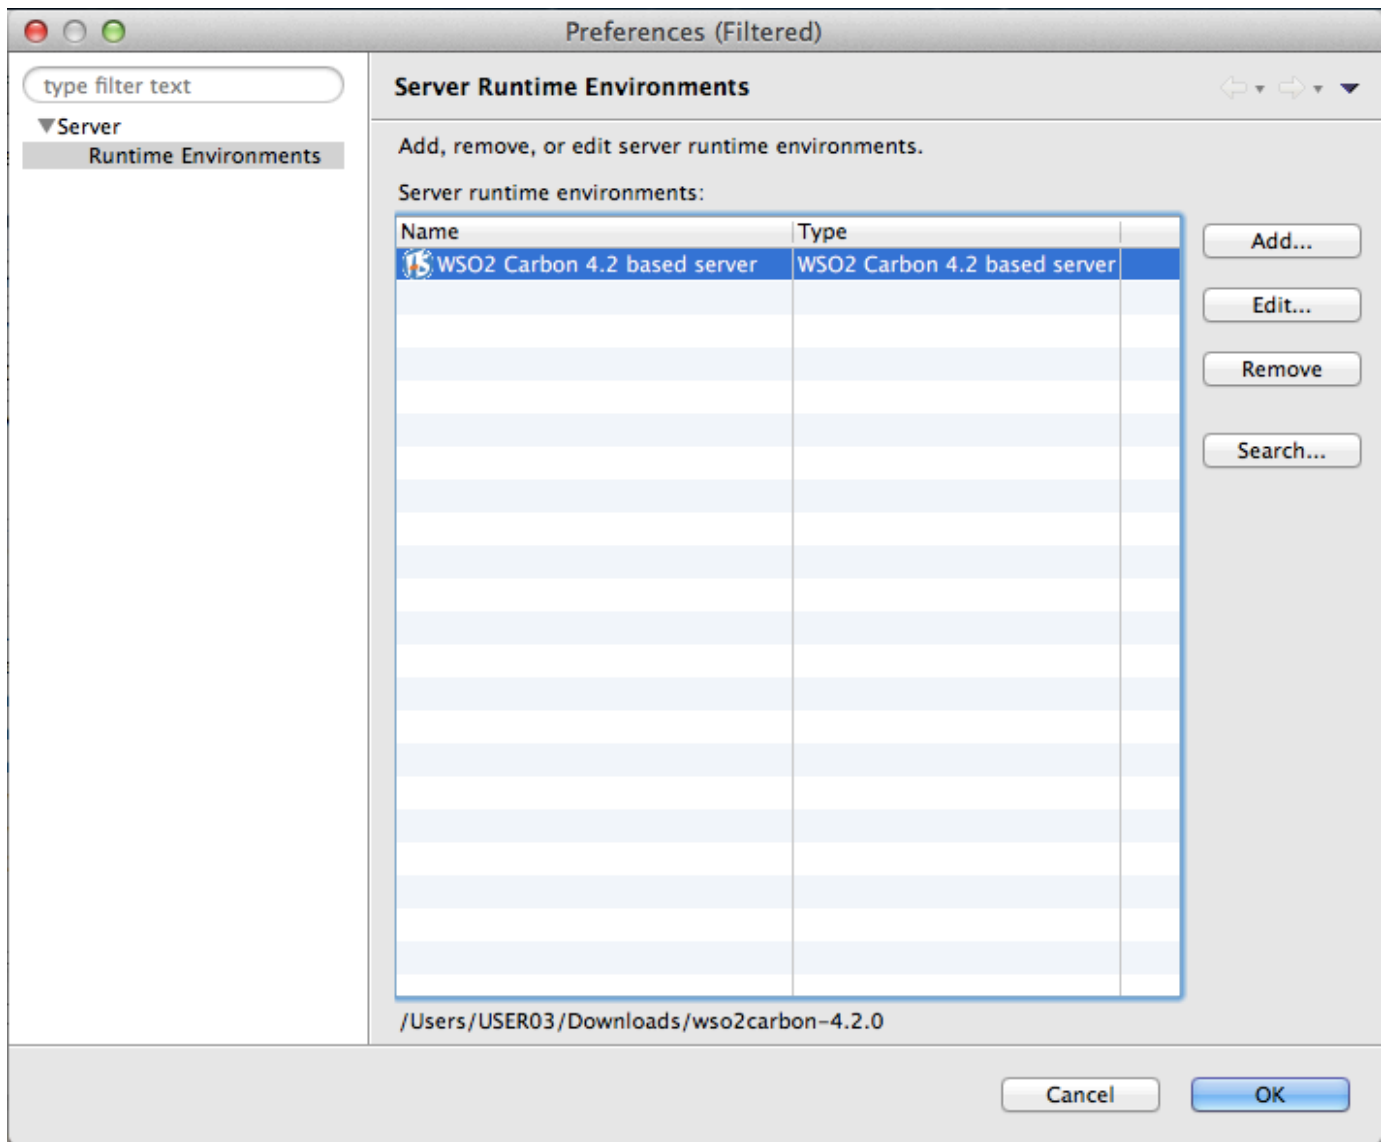 Preferences (Filtered)
type filter text
Server
Runtime Environments
Server Runtime Environments
Add, remove, or edit server runtime environments.
Server runtime environments:
Name Type
WSO2 Carbon 4.2 based server WSO2 Carbon 4.2 based server
Add...
Edit...
Remove
Search...
/Users/USER03/Downloads/wso2carbon-4.2.0
Cancel OK